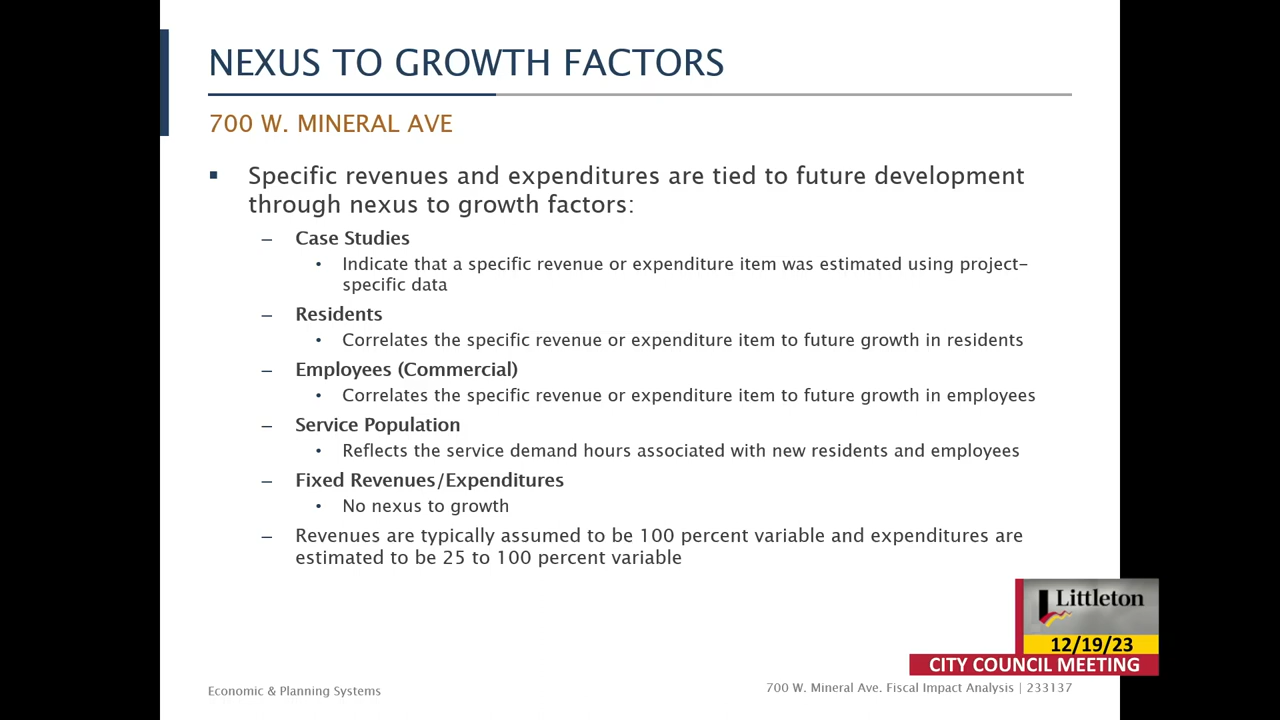 NEXUS TO GROWTH FACTORS
700 W. MINERAL AVE
▪ Specific revenues and expenditures are tied to future development
through nexus to growth factors:
– Case Studies
• Indicate that a specific revenue or expenditure item was estimated using project-
specific data
– Residents
• Correlates the specific revenue or expenditure item to future growth in residents
– Employees (Commercial)
• Correlates the specific revenue or expenditure item to future growth in employees
– Service Population
• Reflects the service demand hours associated with new residents and employees
– Fixed Revenues/Expenditures
• No nexus to growth
– Revenues are typically assumed to be 100 percent variable and expenditures are
estimated to be 25 to 100 percent variable
Littleton
12/19/23
CITY COUNCIL MEETING
Economic & Planning Systems
700 W. Mineral Ave. Fiscal Impact Analysis | 233137